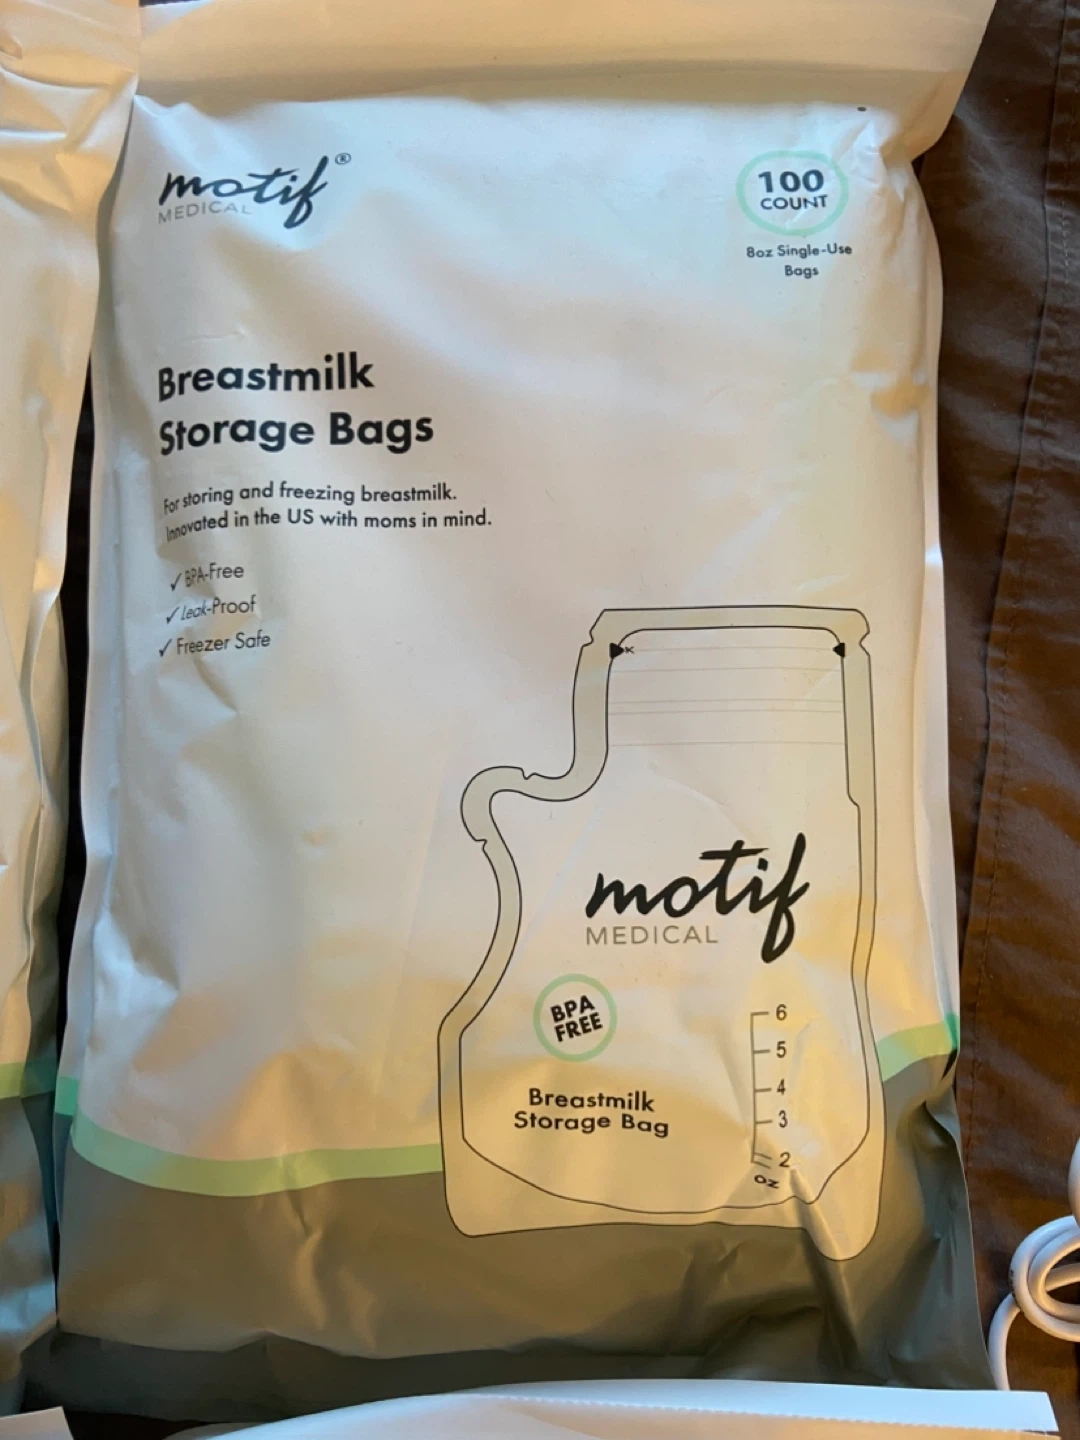 motif®
MEDICAL
100
COUNT
8oz Single-Use
Bags
Breastmilk
Storage Bags
For storing and freezing breastmilk.
Innovated in the US with moms in mind.
✓ BPA-Free
✓ Leak-Proof
✓ Freezer Safe
motif
MEDICAL
BPA
FREE
Breastmilk
Storage Bag
6
5
4
3
2
oz